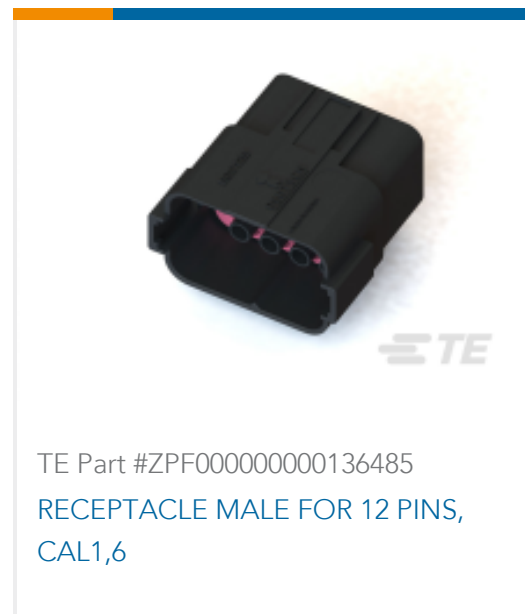 TE
TE Part #ZPF000000000136485
RECEPTACLE MALE FOR 12 PINS,
CAL1,6